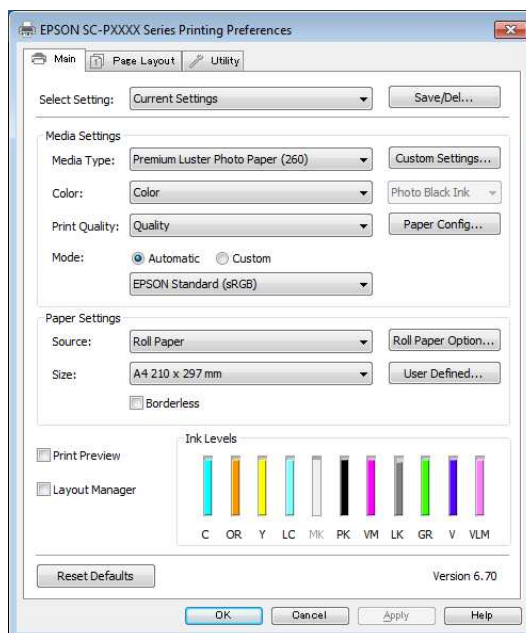 EPSON SC-PXXXX Series Printing Preferences
Main
Page Layout
Utility
Select Setting:
Current Settings
Save/Del...
Media Settings
Media Type:
Premium Luster Photo Paper (260)
Custom Settings...
Color:
Color
Photo Black Ink
Print Quality:
Quality
Paper Config...
Mode:
Automatic
Custom
EPSON Standard (sRGB)
Paper Settings
Source:
Roll Paper
Roll Paper Option...
Size:
A4 210 x 297 mm
User Defined...
Borderless
Print Preview
Layout Manager
Ink Levels
C OR Y LC MK PK VM LK GR V VLM
Reset Defaults
Version 6.70
OK
Cancel
Apply
Help